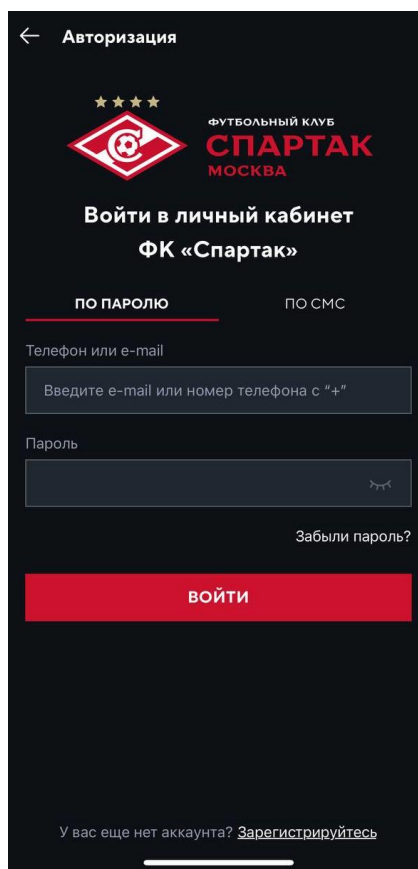 Авторизация
ФУТБОЛЬНЫЙ КЛУБ
СПАРТАК
МОСКВА
Войти в личный кабинет
ФК «Спартак»
ПО ПАРОЛЮ
ПО СМС
Телефон или e-mail
Введите e-mail или номер телефона с “+”
Пароль
Забыли пароль?
ВОЙТИ
У вас еще нет аккаунта? Зарегистрируйтесь